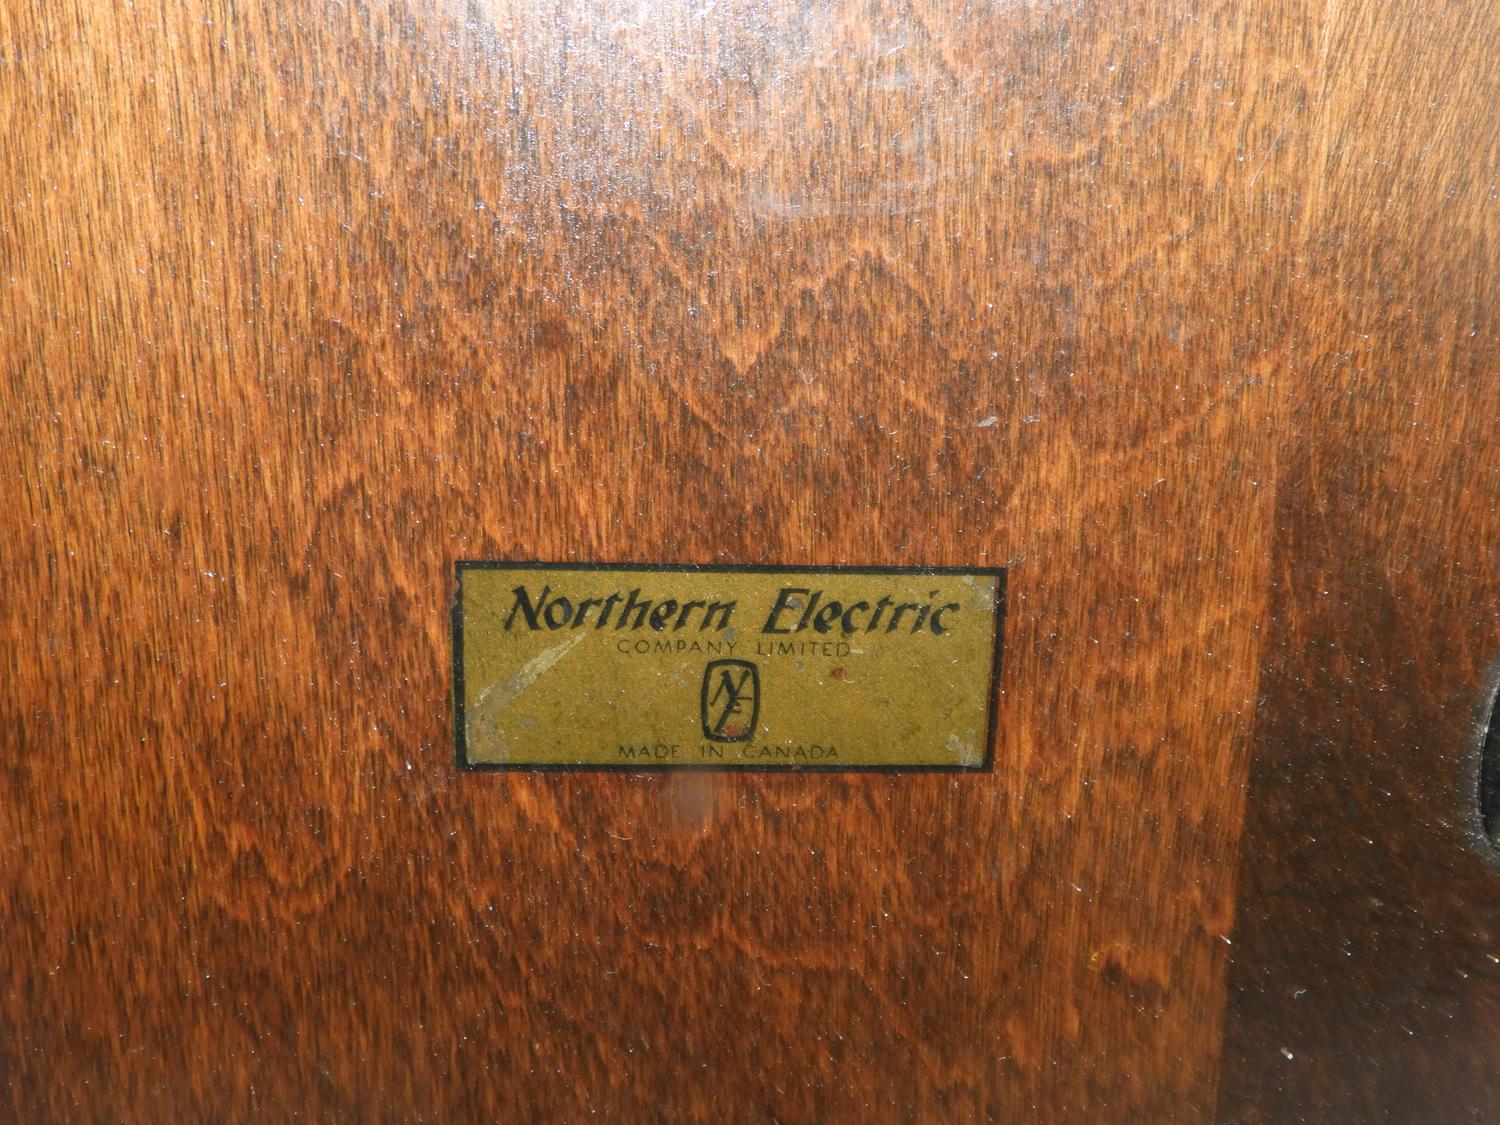 Northern Electric
COMPANY LIMITED
NE
MADE IN CANADA